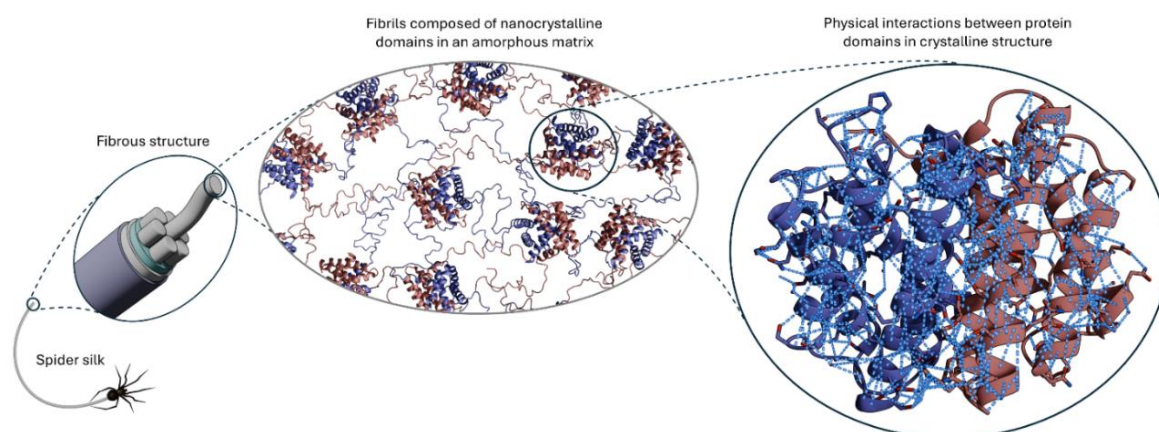 Fibrils composed of nanocrystalline
domains in an amorphous matrix
Physical interactions between protein
domains in crystalline structure
Fibrous structure
Spider silk